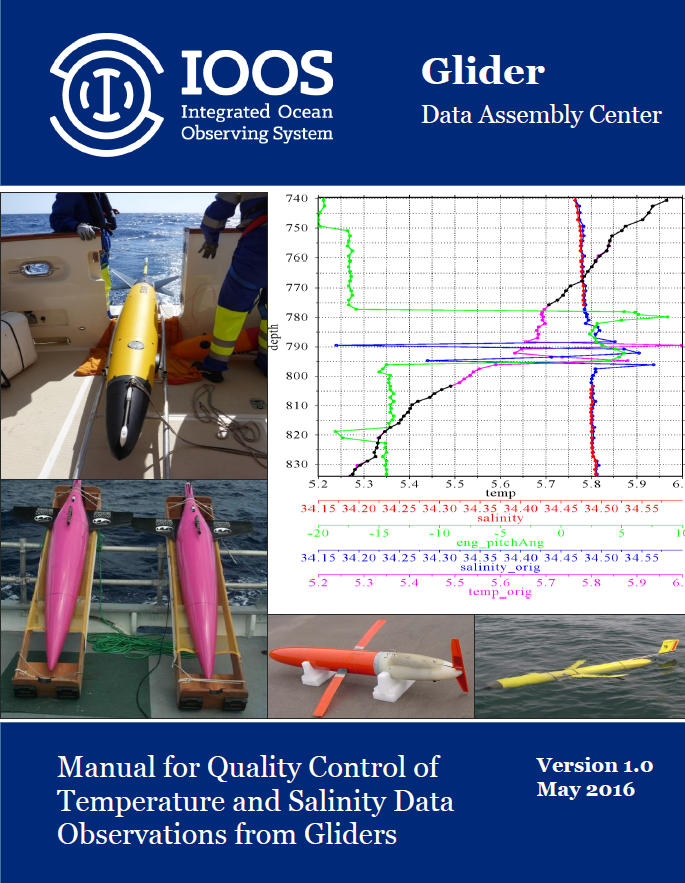 IOOS
Integrated Ocean
Observing System
Glider
Data Assembly Center
740
750
760
770
780
790
800
810
820
830
depth
5.2 5.3 5.4 5.5 5.6 5.7 5.8 5.9 6.
temp
34.15 34.20 34.25 34.30 34.35 34.40 34.45 34.50 34.55
salinity
-20 -15 -10 -5 0 5 10
eng_pitchAng
34.15 34.20 34.25 34.30 34.35 34.40 34.45 34.50 34.55
salinity_orig
5.2 5.3 5.4 5.5 5.6 5.7 5.8 5.9 6.
temp_orig
Manual for Quality Control of
Temperature and Salinity Data
Observations from Gliders
Version 1.0
May 2016